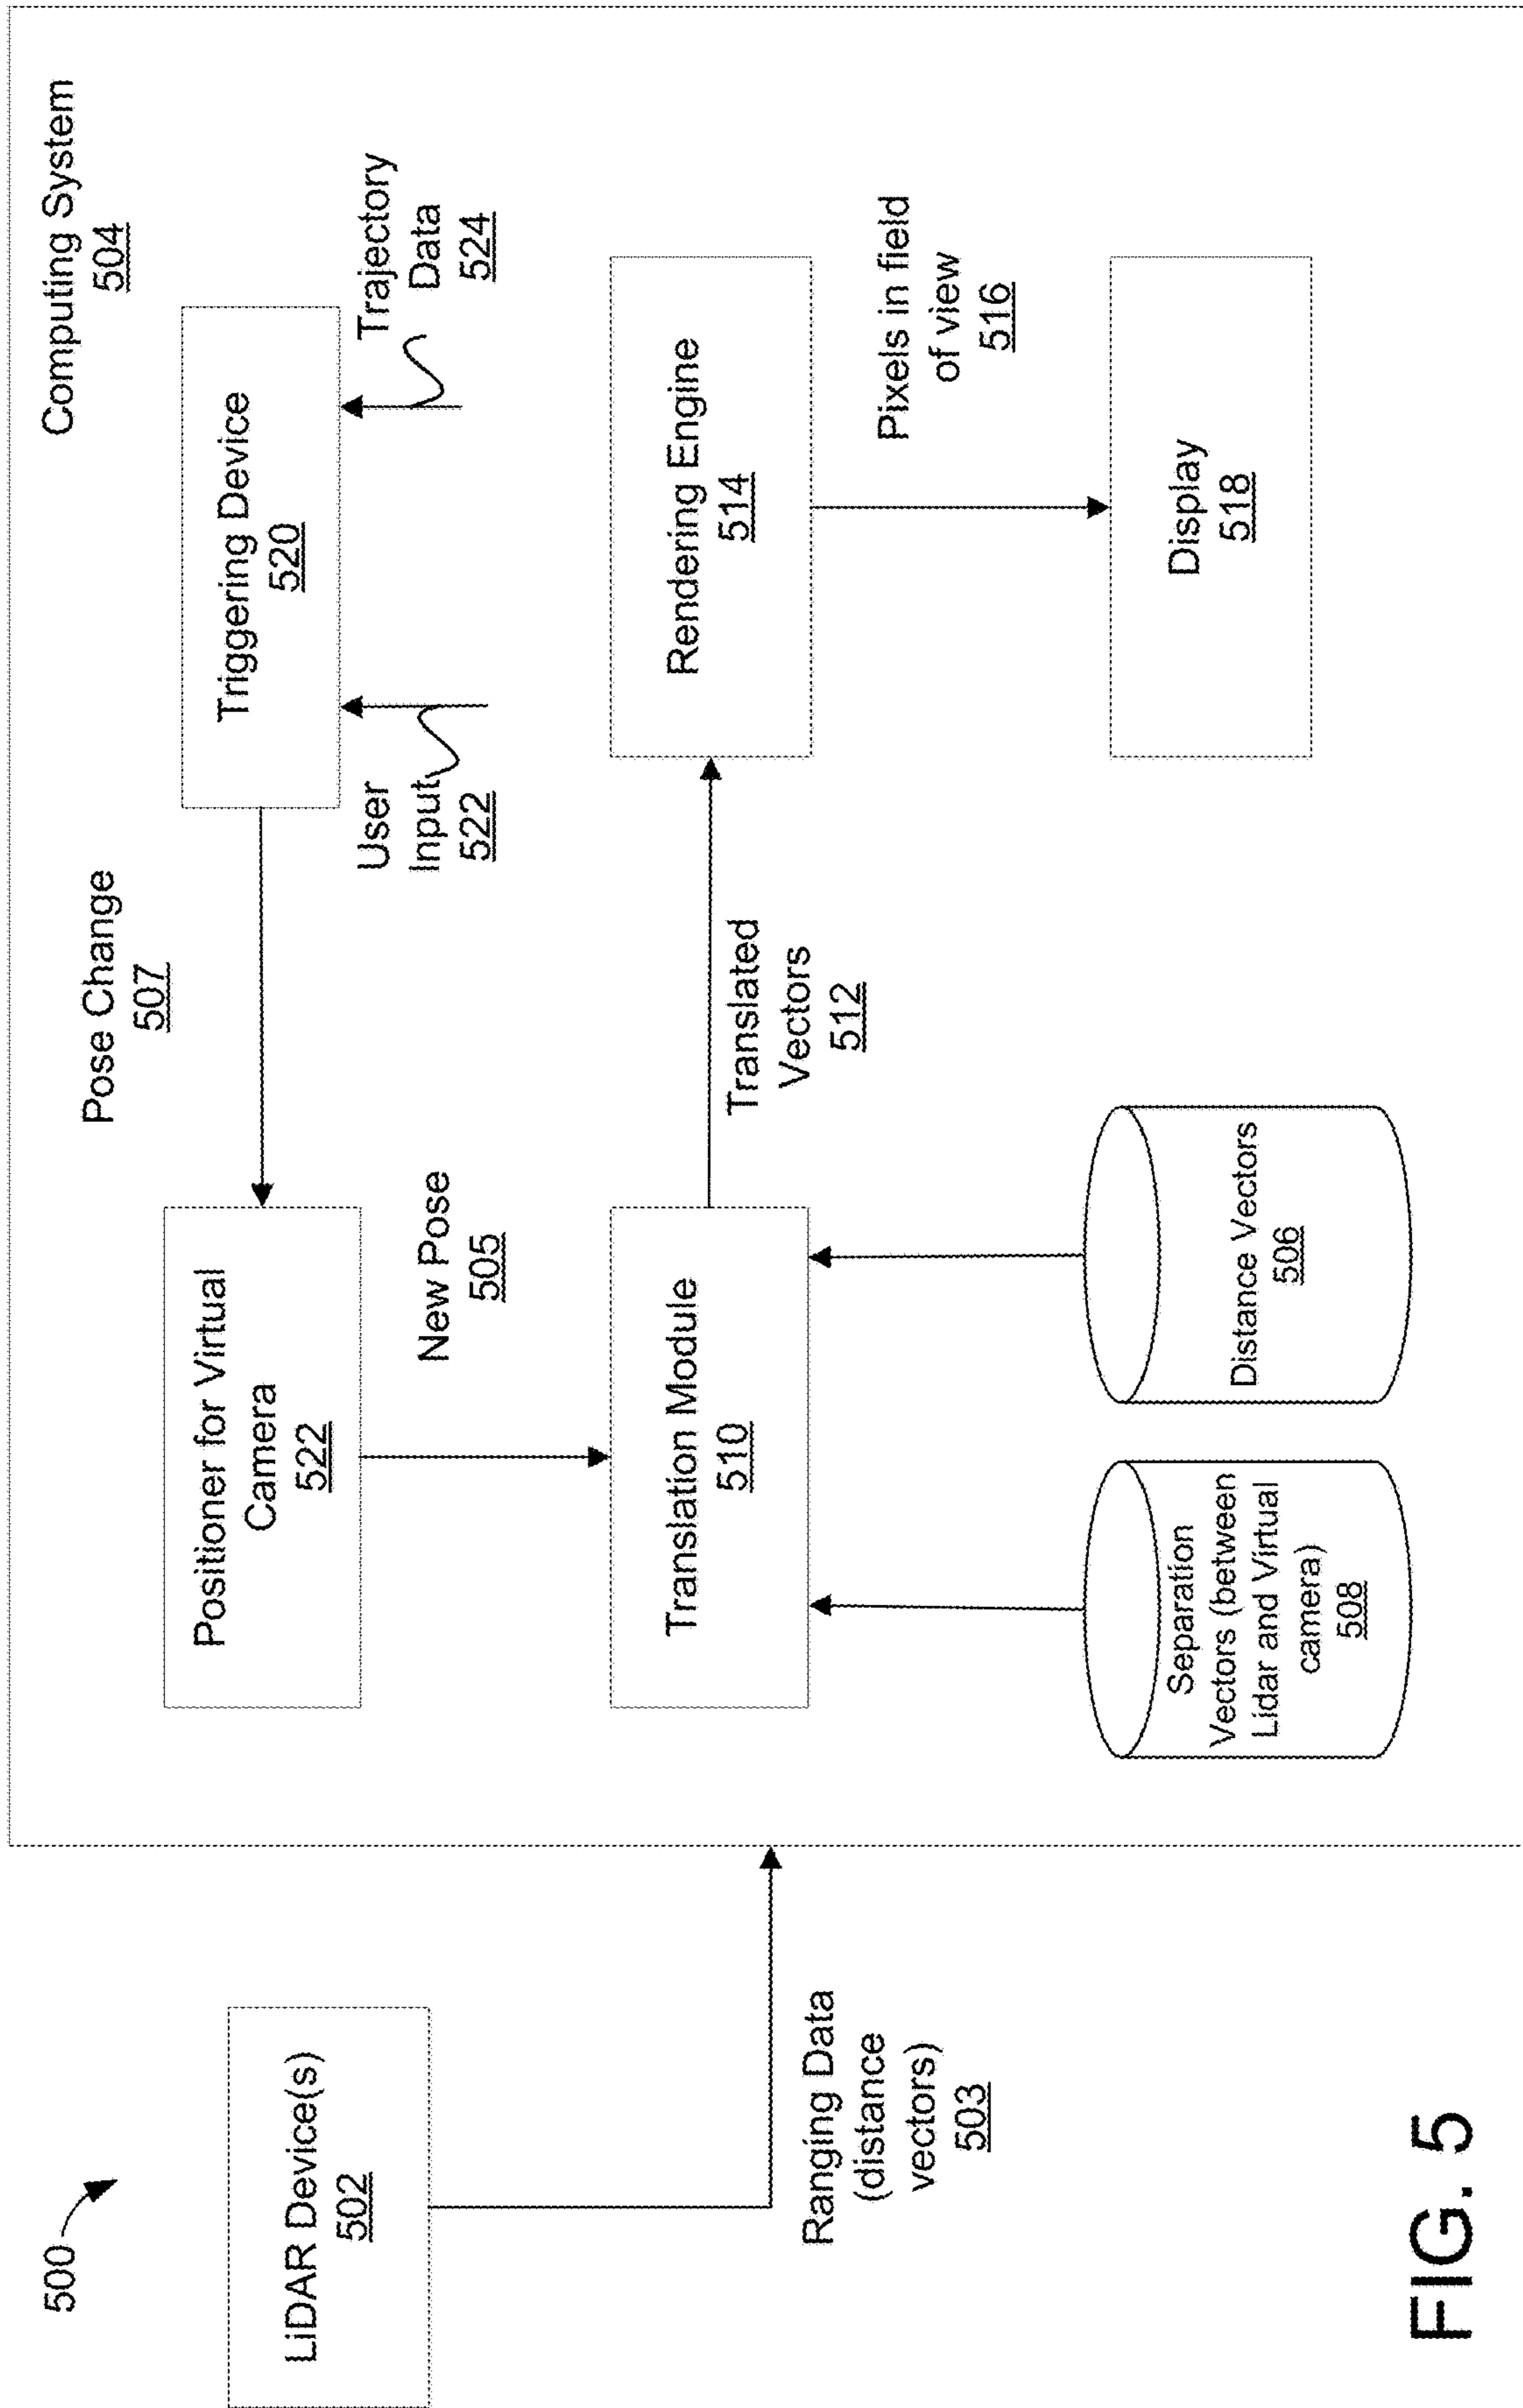 500
LiDAR Device(s)
502
Ranging Data
(distance
vectors)
503
Computing System
504
Pose Change
507
Positioner for Virtual
Camera
522
Triggering Device
520
User
Input
522
Trajectory
Data
524
New Pose
505
Translation Module
510
Translated
Vectors
512
Rendering Engine
514
Pixels in field
of view
516
Separation
Vectors (between
Lidar and Virtual
camera)
508
Distance Vectors
506
Display
518
FIG. 5